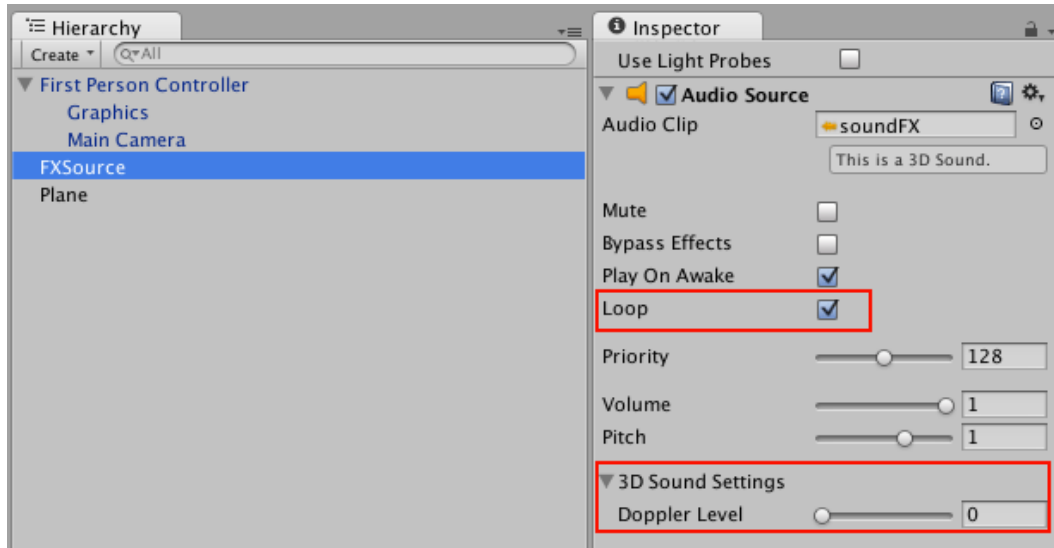 Hierarchy
Create
All
First Person Controller
Graphics
Main Camera
FXSource
Plane
Inspector
Use Light Probes
Audio Source
Audio Clip
soundFX
This is a 3D Sound.
Mute
Bypass Effects
Play On Awake
Loop
Priority
128
Volume
1
Pitch
1
3D Sound Settings
Doppler Level
0